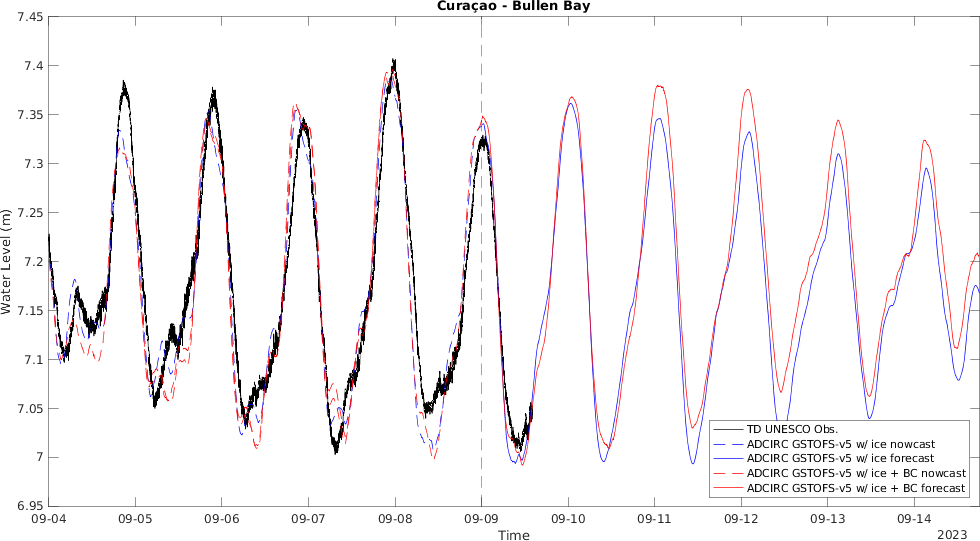 Curaçao - Bullen Bay
7.45
7.4
7.35
7.3
7.25
7.2
7.15
7.1
7.05
7
6.95
Water Level (m)
09-04 09-05 09-06 09-07 09-08 09-09 09-10 09-11 09-12 09-13 09-14
Time
2023
TD UNESCO Obs.
ADCIRC GSTOFS-v5 w/ ice nowcast
ADCIRC GSTOFS-v5 w/ ice forecast
ADCIRC GSTOFS-v5 w/ ice + BC nowcast
ADCIRC GSTOFS-v5 w/ ice + BC forecast